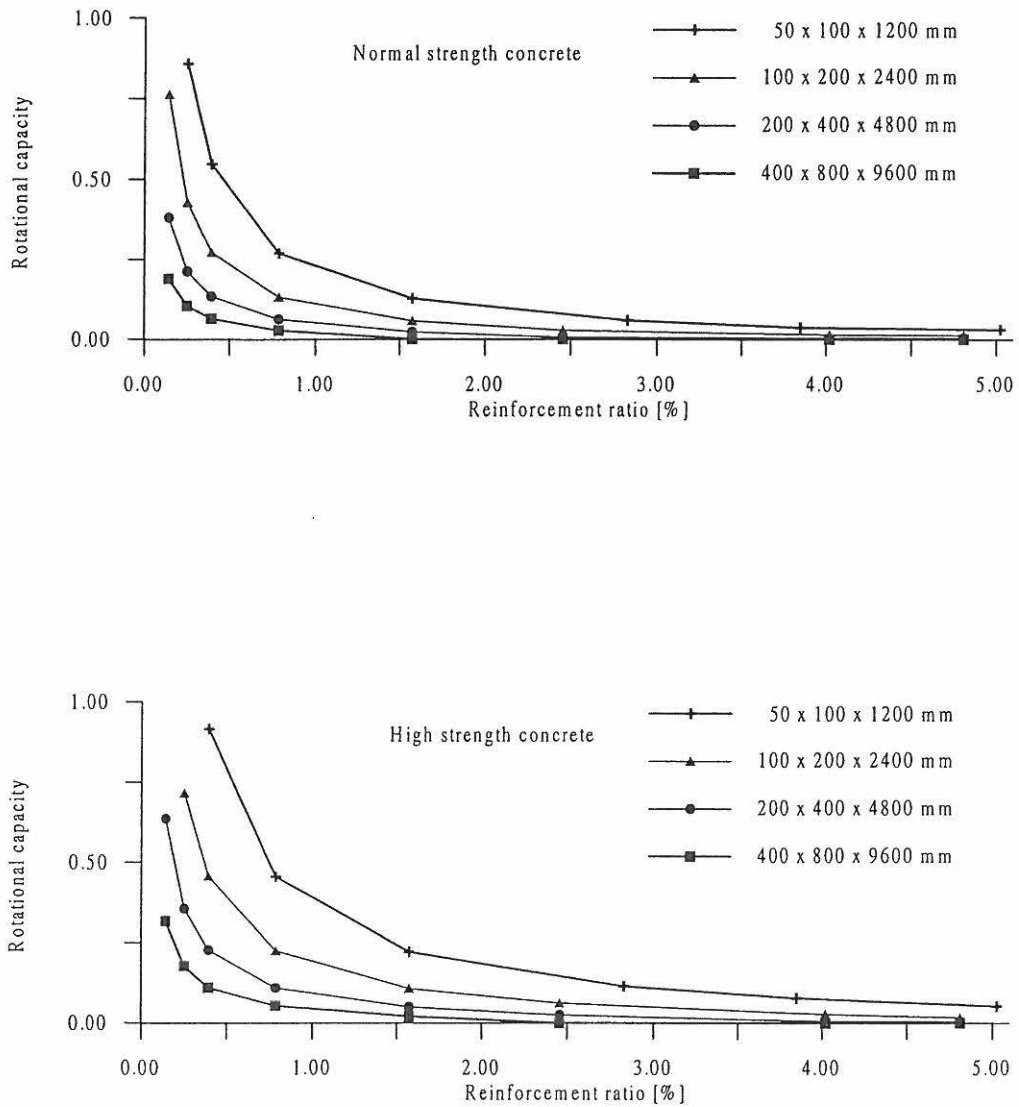 1.00
Normal strength concrete
50 x 100 x 1200 mm
100 x 200 x 2400 mm
200 x 400 x 4800 mm
400 x 800 x 9600 mm
Rotational capacity
0.50
0.00
0.00 1.00 2.00 3.00 4.00 5.00
Reinforcement ratio [%]
1.00
High strength concrete
50 x 100 x 1200 mm
100 x 200 x 2400 mm
200 x 400 x 4800 mm
400 x 800 x 9600 mm
Rotational capacity
0.50
0.00
0.00 1.00 2.00 3.00 4.00 5.00
Reinforcement ratio [%]